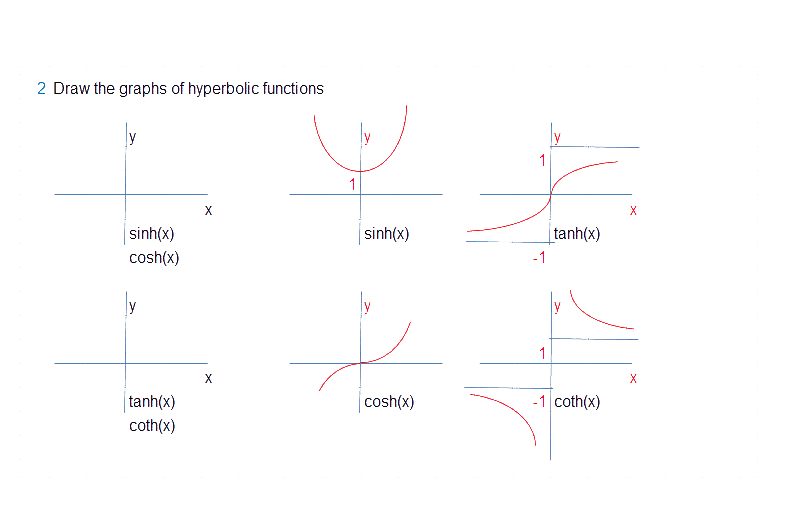 2 Draw the graphs of hyperbolic functions
y
x
sinh(x)
cosh(x)
y
1
sinh(x)
y
1
x
tanh(x)
-1
y
x
tanh(x)
coth(x)
y
cosh(x)
y
1
x
-1 coth(x)